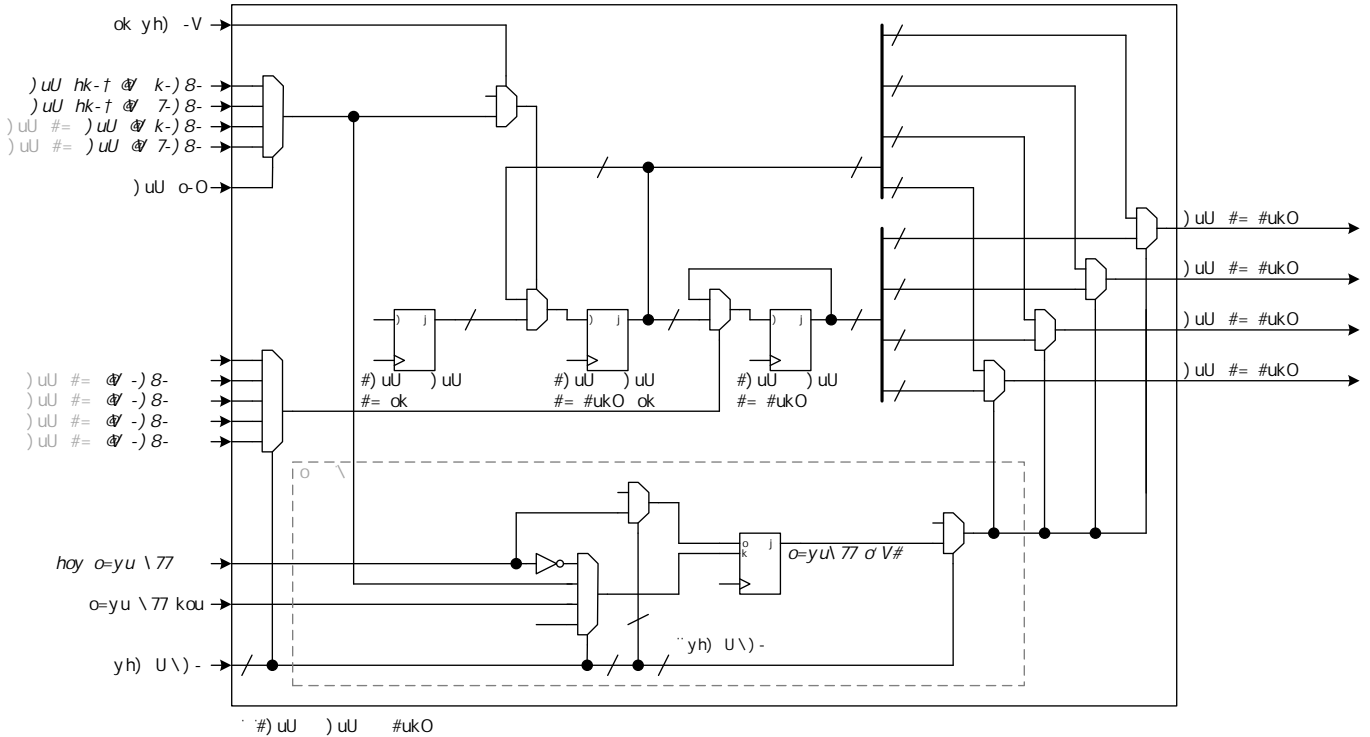 ok yh) -V
)uU hk-† @V k-)8-
)uU hk-† @V 7-)8-
)uU #= )uU @V k-)8-
)uU #= )uU @V 7-)8-
)uU o-O
)uU #= #ukO
)uU #= #ukO
)uU #= #ukO
)uU #= #ukO
) j
) j
) j
#)uU )uU
#= ok
#)uU )uU
#= #ukO ok
#)uU )uU
#= #ukO
)uU #= @V -)8-
)uU #= @V -)8-
)uU #= @V -)8-
)uU #= @V -)8-
o \
hoy o=yu \77
o j
k
o=yu\77 o'V#
o=yu \77 kou
yh) U\)-
¨yh) U\)-
#)uU )uU #ukO